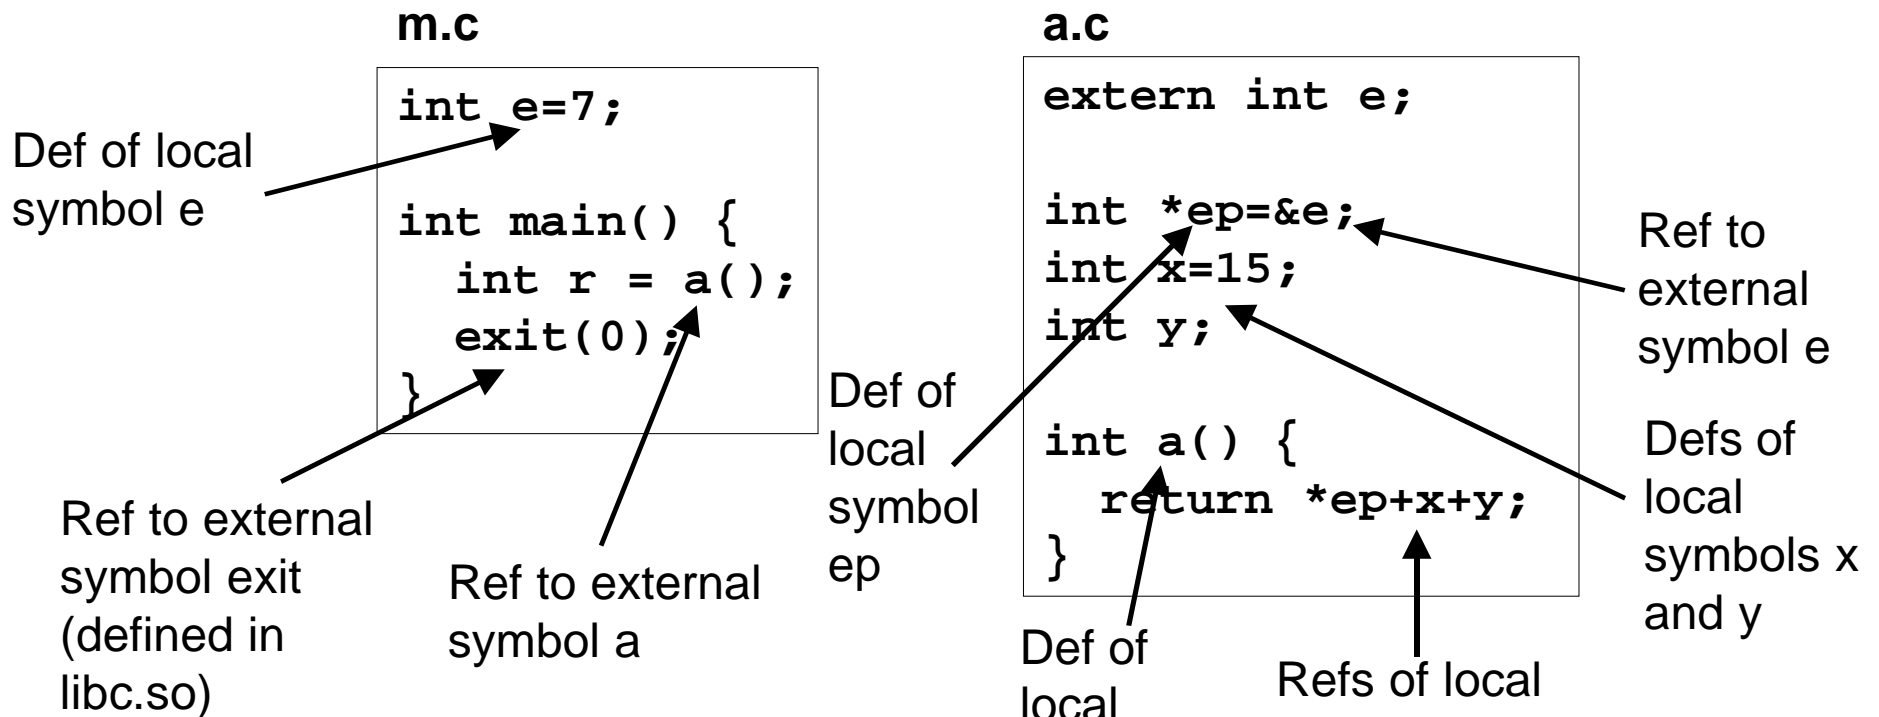 m.c
int e=7;
int main() {
int r = a();
exit(0);
}
Def of local
symbol e
Ref to external
symbol exit
(defined in
libc.so)
Ref to external
symbol a
a.c
extern int e;
int *ep=&e;
int x=15;
int y;
int a() {
return *ep+x+y;
}
Def of
local
symbol
ep
Ref to
external
symbol e
Defs of
local
symbols x
and y
Def of
local
Refs of local